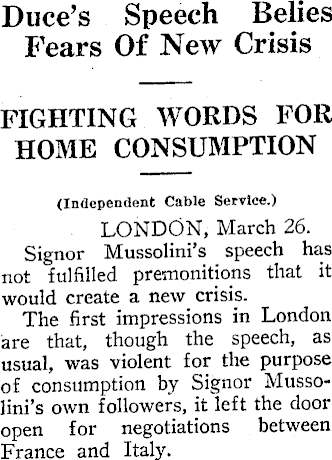 Duce's Speech Belies
Fears Of New Crisis
FIGHTING WORDS FOR
HOME CONSUMPTION
(Independent Cable Service.)
LONDON, March 26.
Signor Mussolini's speech has
not fulfilled premonitions that it
would create a new crisis.
The first impressions in London
are that, though the speech, as
usual, was violent for the purpose
of consumption by Signor Musso-
lini's own followers, it left the door
open for negotiations between
France and Italy.